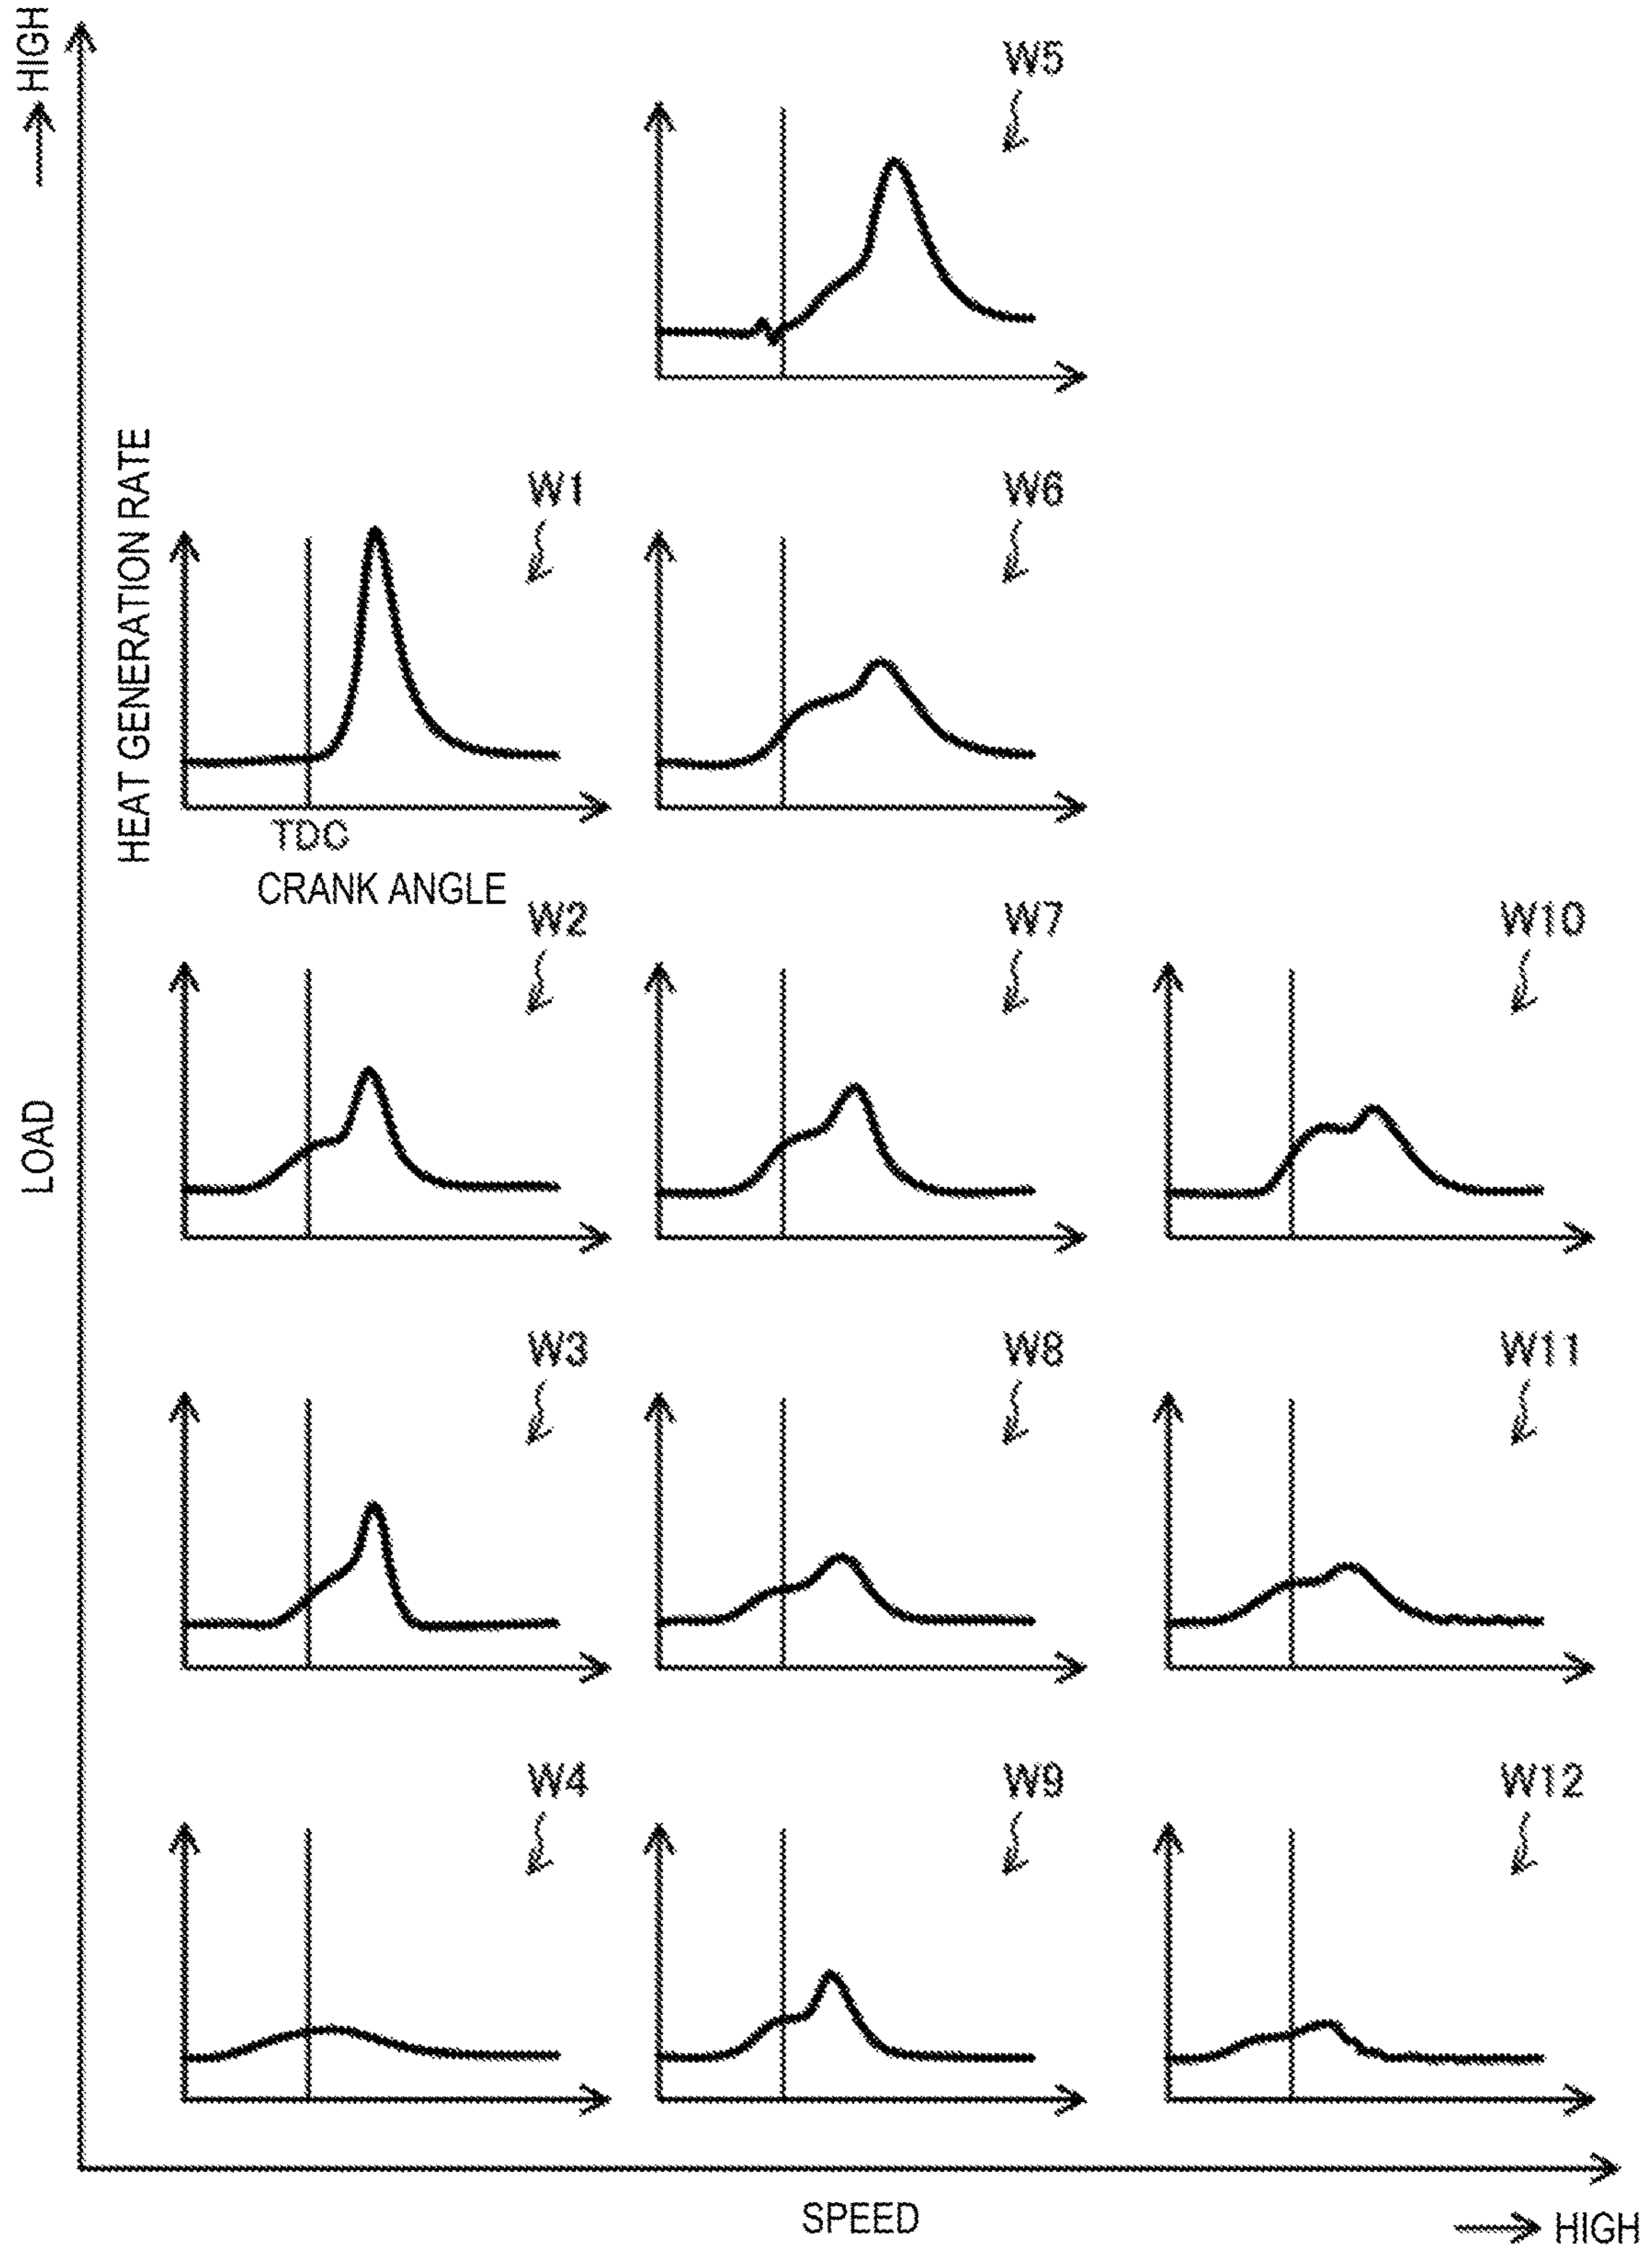 HIGH
W5
HEAT GENERATION RATE
W1
W6
TDC
CRANK ANGLE
W2
W7
W10
LOAD
W3
W8
W11
W4
W9
W12
SPEED
HIGH